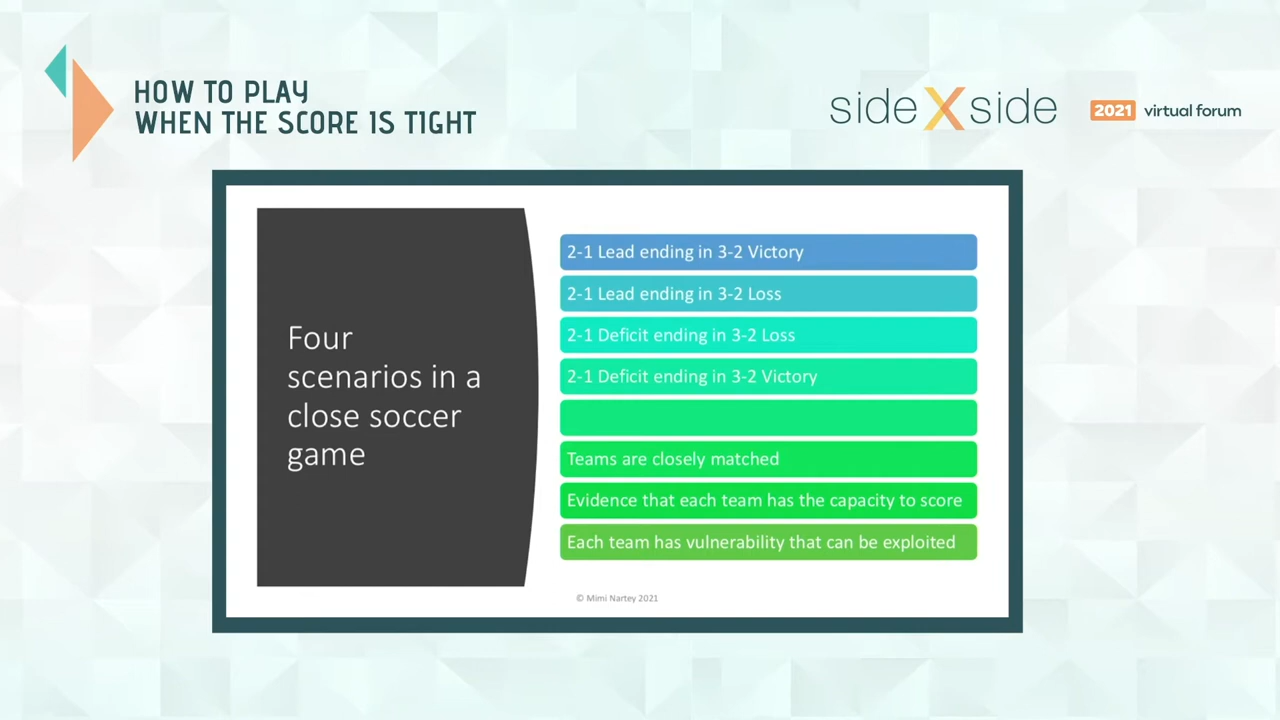 HOW TO PLAY
WHEN THE SCORE IS TIGHT
side X side
2021 virtual forum
Four
scenarios in a
close soccer
game
2-1 Lead ending in 3-2 Victory
2-1 Lead ending in 3-2 Loss
2-1 Deficit ending in 3-2 Loss
2-1 Deficit ending in 3-2 Victory
Teams are closely matched
Evidence that each team has the capacity to score
Each team has vulnerability that can be exploited
© Mimi Nartey 2021